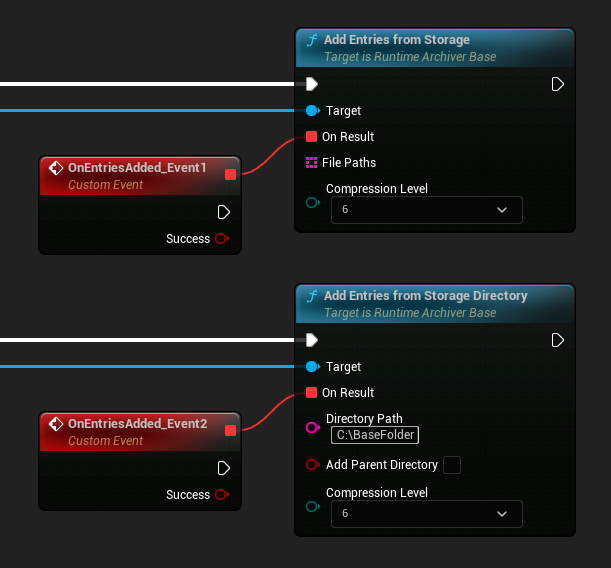 Add Entries from Storage
Target is Runtime Archiver Base
Target
On Result
File Paths
Compression Level
6
OnEntriesAdded_Event1
Custom Event
Success
Add Entries from Storage Directory
Target is Runtime Archiver Base
Target
On Result
Directory Path
C:\BaseFolder
Add Parent Directory
Compression Level
6
OnEntriesAdded_Event2
Custom Event
Success